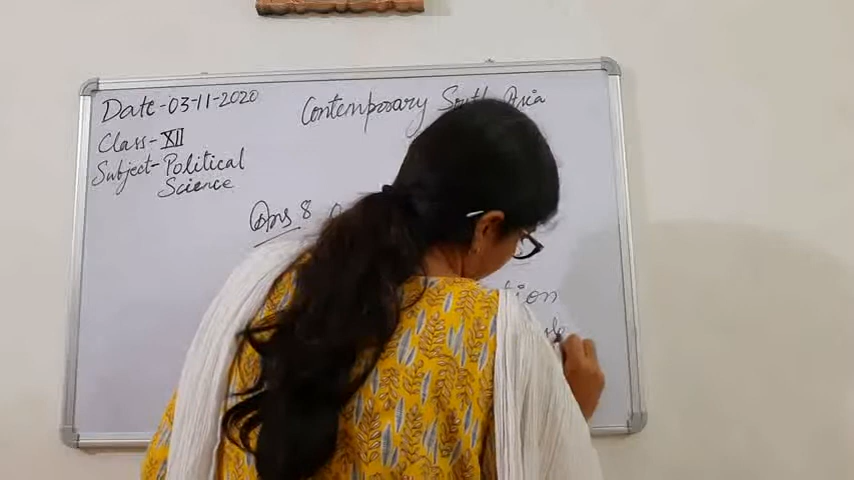 Date-03-11-2020
Contemporary South Asia
Class-XII
Subject-Political
Science
Ans 8